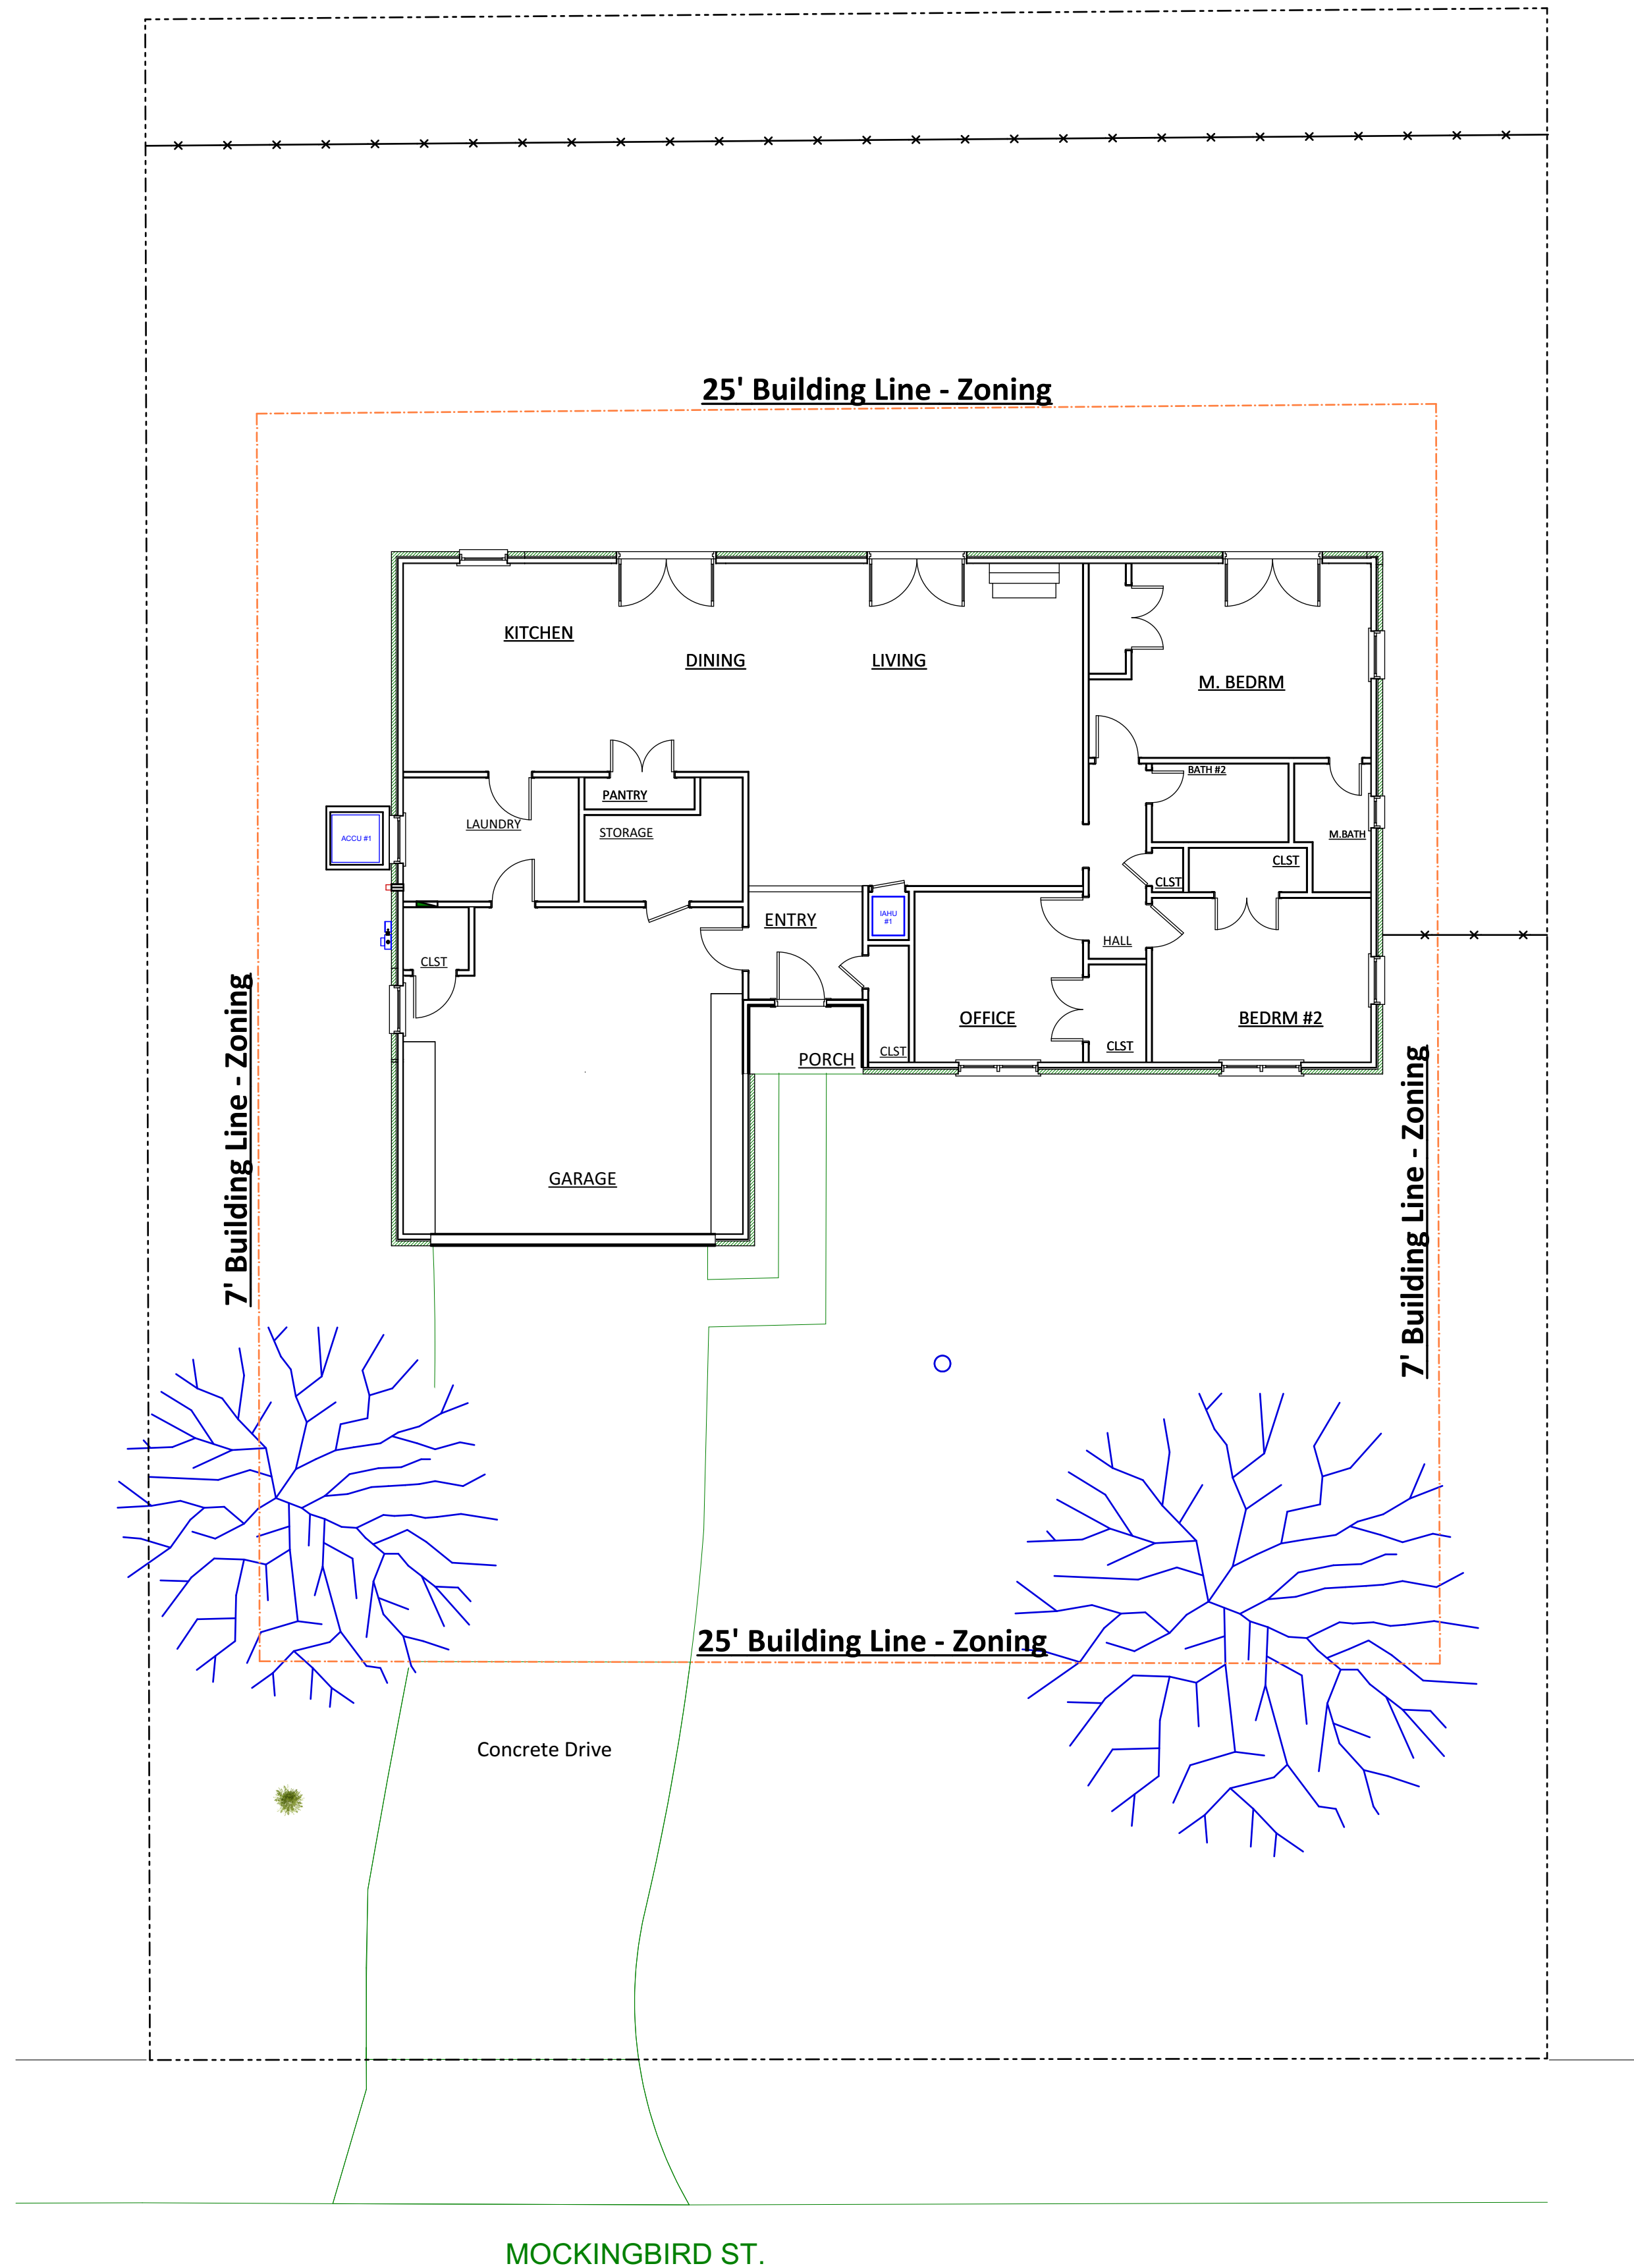 25' Building Line - Zoning
KITCHEN
DINING
LIVING
M. BEDRM
BATH #2
PANTRY
LAUNDRY
STORAGE
ACCU #1
M.BATH
CLST
CLST
IAHU
#1
ENTRY
HALL
CLST
OFFICE
BEDRM #2
CLST
CLST
PORCH
7' Building Line - Zoning
7' Building Line - Zoning
GARAGE
25' Building Line - Zoning
Concrete Drive
MOCKINGBIRD ST.